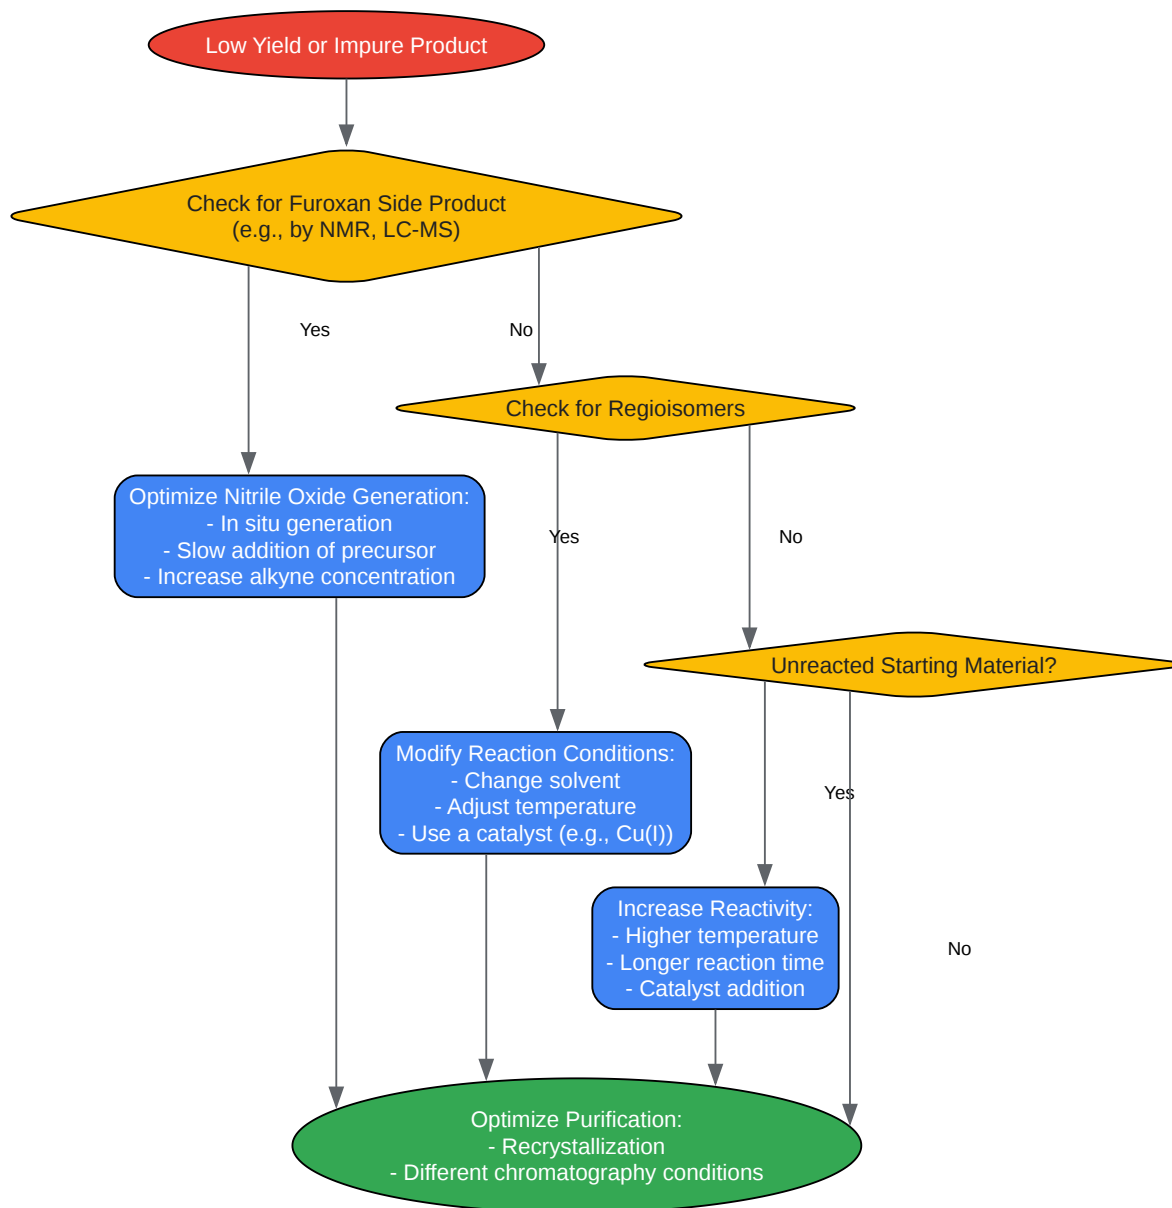 Low Yield or Impure Product
Check for Furoxan Side Product
(e.g., by NMR, LC-MS)
Yes
No
Check for Regioisomers
Optimize Nitrile Oxide Generation:
- In situ generation
- Slow addition of precursor
- Increase alkyne concentration
Yes
No
Unreacted Starting Material?
Modify Reaction Conditions:
- Change solvent
- Adjust temperature
- Use a catalyst (e.g., Cu(I))
Yes
Increase Reactivity:
- Higher temperature
- Longer reaction time
- Catalyst addition
No
Optimize Purification:
- Recrystallization
- Different chromatography conditions